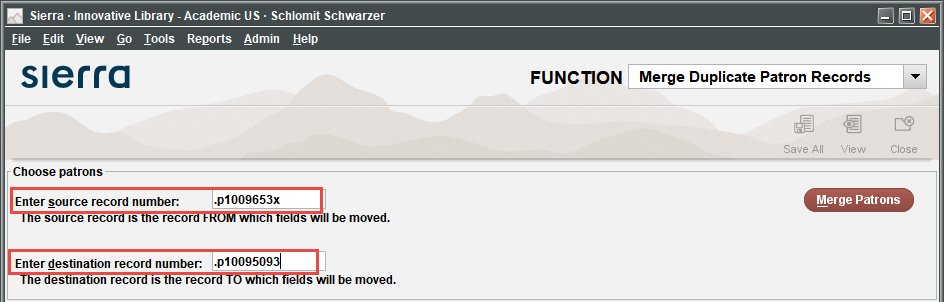 Sierra · Innovative Library - Academic US · Schlomit Schwarzer
File Edit View Go Tools Reports Admin Help
sierra
FUNCTION Merge Duplicate Patron Records
Save All View Close
Choose patrons
Enter source record number: .p1009653x
Merge Patrons
The source record is the record FROM which fields will be moved.
Enter destination record number: .p10095093
The destination record is the record TO which fields will be moved.